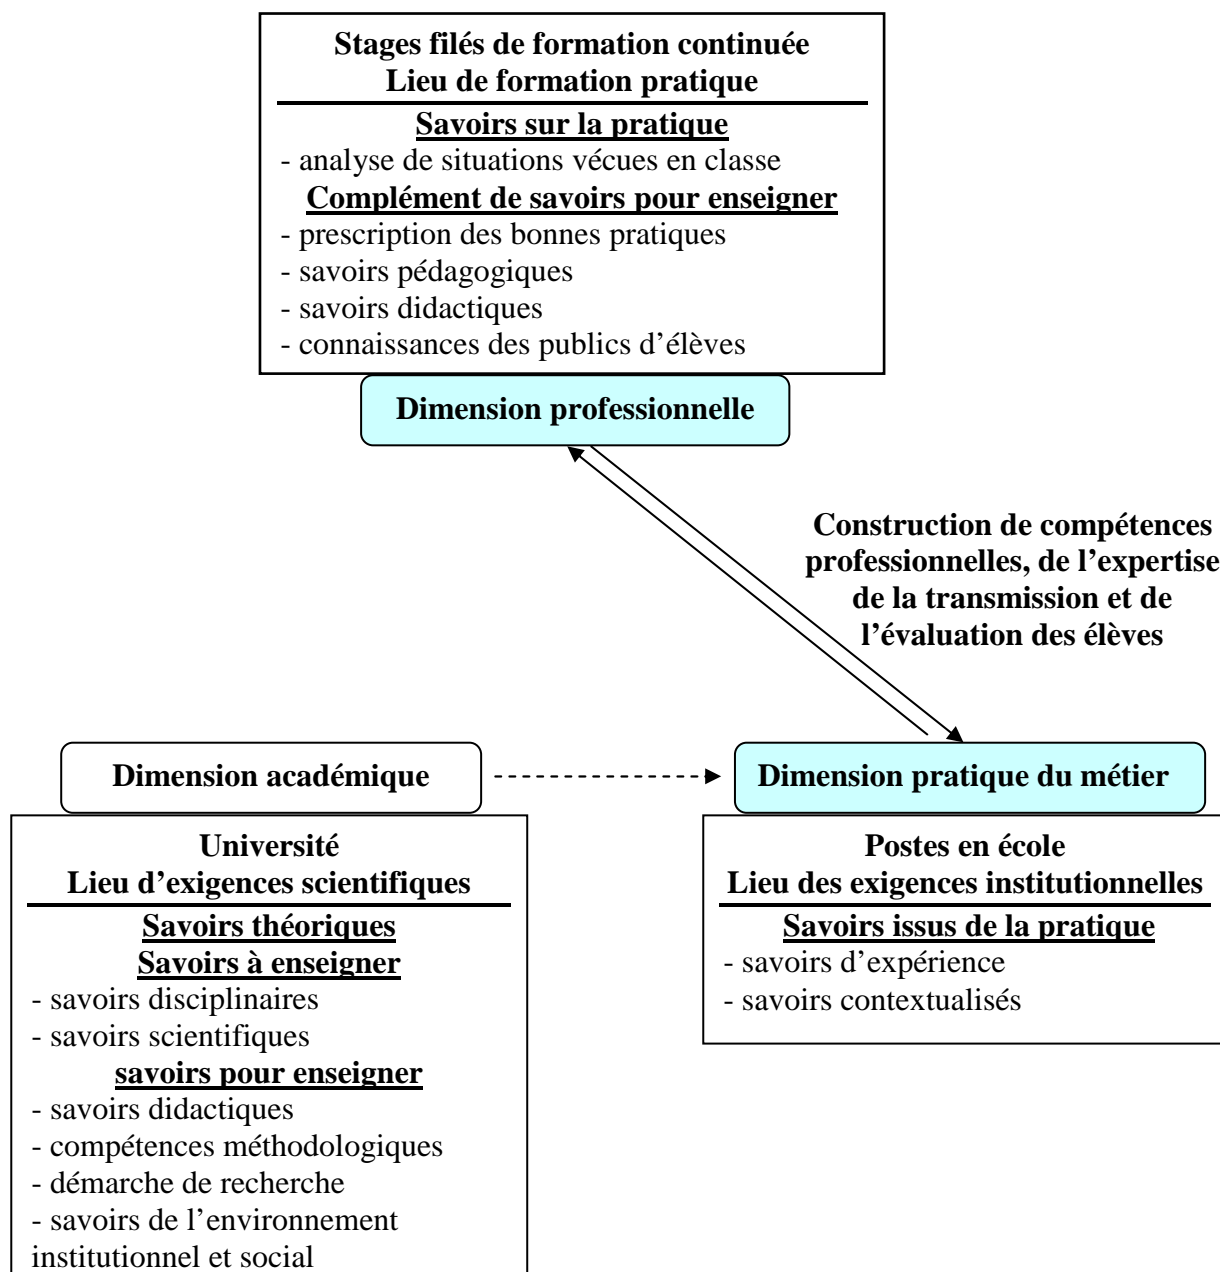 Stages filés de formation continuée
Lieu de formation pratique
Savoirs sur la pratique
- analyse de situations vécues en classe
Complément de savoirs pour enseigner
- prescription des bonnes pratiques
- savoirs pédagogiques
- savoirs didactiques
- connaissances des publics d’élèves
Dimension professionnelle
Construction de compétences
professionnelles, de l’expertise
de la transmission et de
l’évaluation des élèves
Dimension académique
Université
Lieu d’exigences scientifiques
Savoirs théoriques
Savoirs à enseigner
- savoirs disciplinaires
- savoirs scientifiques
savoirs pour enseigner
- savoirs didactiques
- compétences méthodologiques
- démarche de recherche
- savoirs de l’environnement
institutionnel et social
Dimension pratique du métier
Postes en école
Lieu des exigences institutionnelles
Savoirs issus de la pratique
- savoirs d’expérience
- savoirs contextualisés